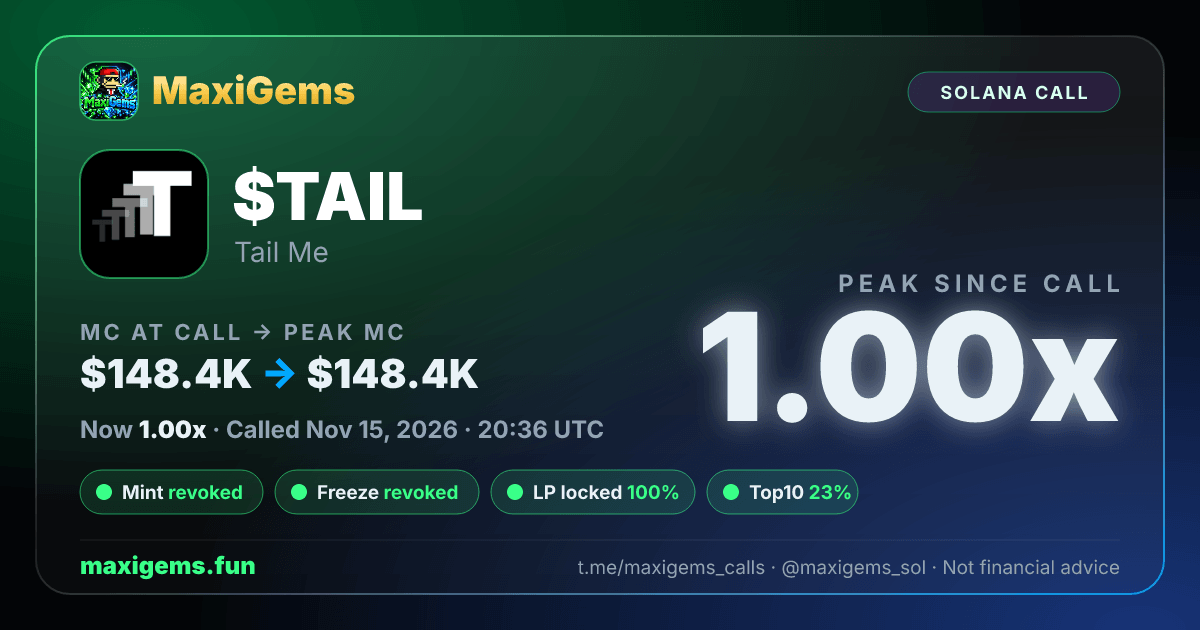 MaxiGems
MaxiGems
SOLANA CALL
T
$TAIL
Tail Me
PEAK SINCE CALL
1.00x
MC AT CALL → PEAK MC
$148.4K → $148.4K
Now 1.00x · Called Nov 15, 2026 · 20:36 UTC
Mint revoked
Freeze revoked
LP locked 100%
Top10 23%
maxigems.fun
t.me/maxigems_calls · @maxigems_sol · Not financial advice